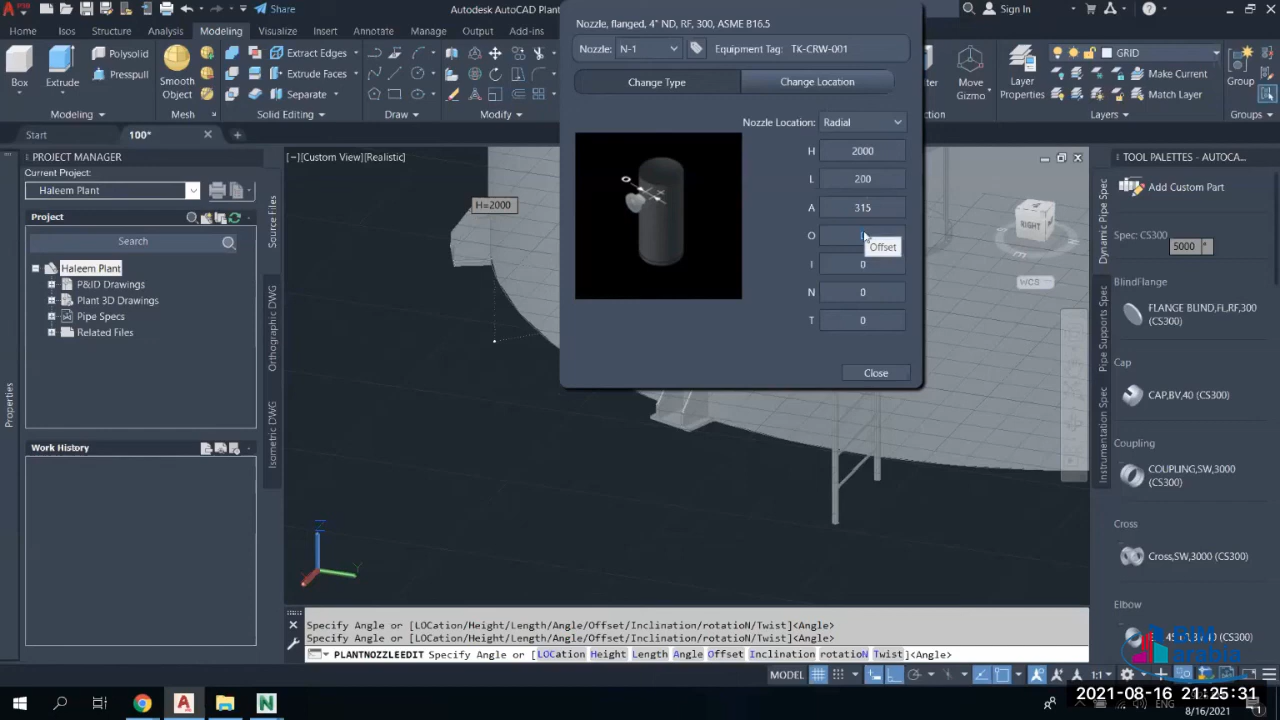 Autodesk AutoCAD Plant
Share
Sign In
Home
Isos
Structure
Analysis
Modeling
Visualize
Insert
Annotate
Manage
Output
Add-ins
Box
Extrude
Polysolid
Presspull
Smooth
Object
Extract Edges
Extrude Faces
Separate
Move
Gizmo
Layer
Properties
GRID
Make Current
Match Layer
Group
Modeling
Mesh
Solid Editing
Draw
Modify
Layers
Groups
Start
100*
Nozzle, flanged, 4" ND, RF, 300, ASME B16.5
Nozzle: N-1
Equipment Tag: TK-CRW-001
Change Type
Change Location
Nozzle Location: Radial
H 2000
L 200
A 315
O
Offset
I 0
N 0
T 0
Close
PROJECT MANAGER
Current Project:
Haleem Plant
Project
Search
Haleem Plant
P&ID Drawings
Plant 3D Drawings
Pipe Specs
Related Files
Work History
Properties
Source Files
Orthographic DWG
Isometric DWG
[−][Custom View][Realistic]
H=2000
RIGHT
WCS
Z
Y
TOOL PALETTES - AUTOCA...
Dynamic Pipe Spec
Pipe Supports Spec
Instrumentation Spec
Add Custom Part
Spec: CS300
5000 °
BlindFlange
FLANGE BLIND,FL,RF,300
(CS300)
Cap
CAP,BV,40 (CS300)
Coupling
COUPLING,SW,3000
(CS300)
Cross
Cross,SW,3000 (CS300)
Elbow
Specify Angle or [LOCation/Height/Length/Angle/Offset/Inclination/rotatioN/Twist]<Angle>
Specify Angle or [LOCation/Height/Length/Angle/Offset/Inclination/rotatioN/Twist]<Angle>
PLANTNOZZLEEDIT Specify Angle or [LOCation Height Length Angle Offset Inclination rotatioN Twist]<Angle>
MODEL
1:1
BIM
arabia
2021-08-16 21:25:31
8/16/2021